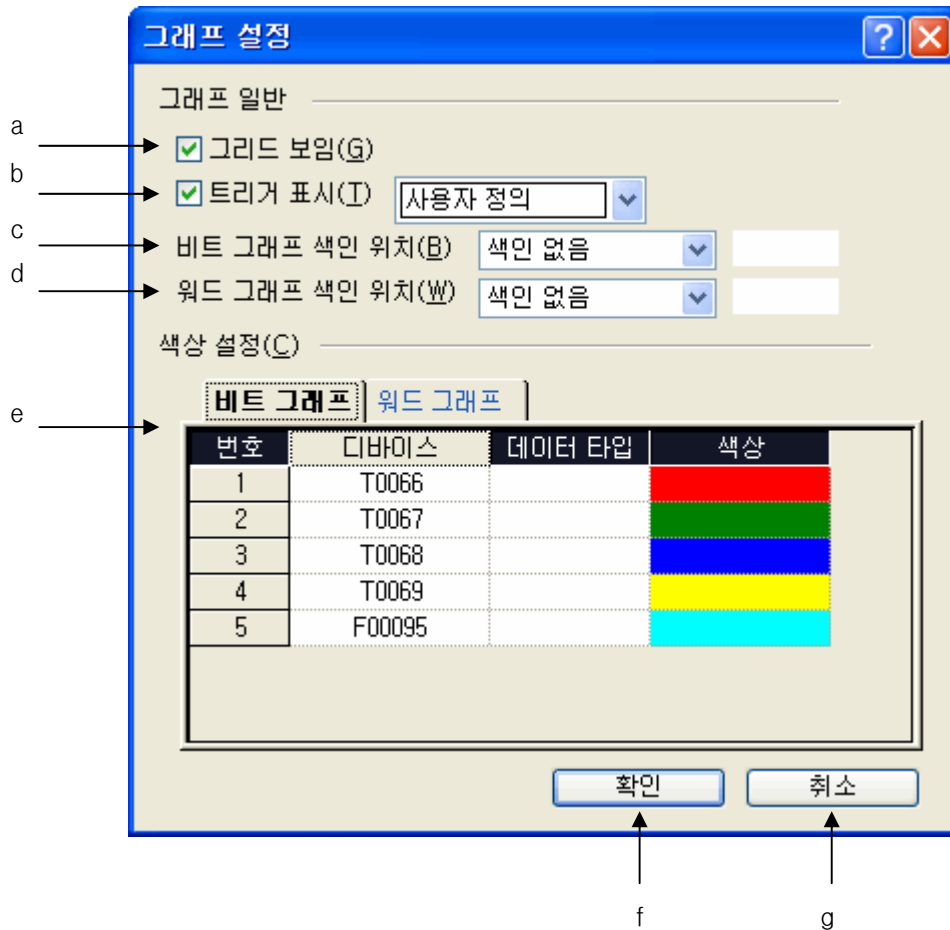 그래프 설정
그래프 일반
a
그리드 보임(G)
b
트리거 표시(T) 사용자 정의
c
비트 그래프 색인 위치(B) 색인 없음
d
워드 그래프 색인 위치(W) 색인 없음
색상 설정(C)
비트 그래프 워드 그래프
e
번호 디바이스 데이터 타입 색상
1 T0066
2 T0067
3 T0068
4 T0069
5 F00095
확인 취소
f g